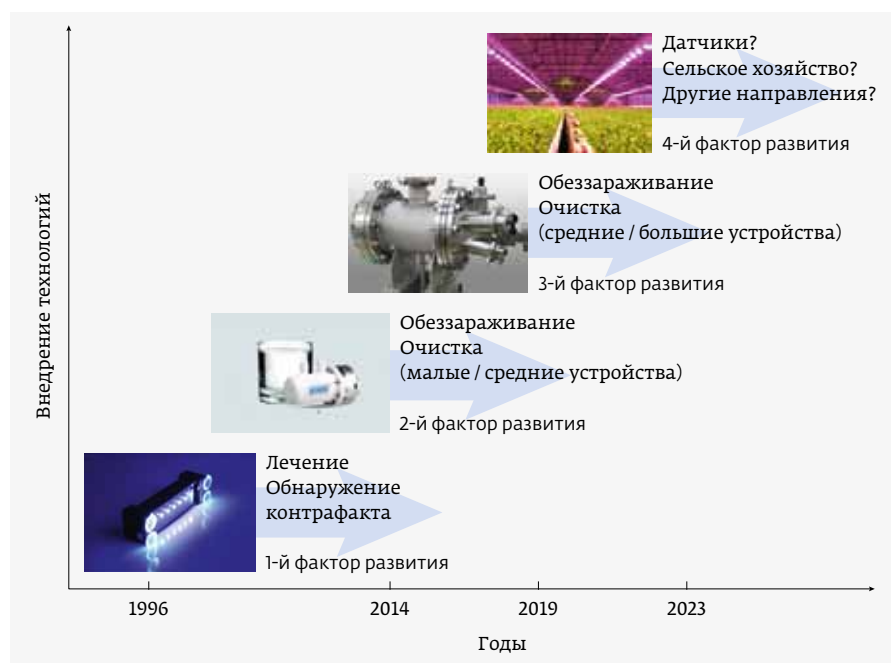 Датчики?
Сельское хозяйство?
Другие направления?
4-й фактор развития
Обеззараживание
Очистка
(средние / большие устройства)
3-й фактор развития
Обеззараживание
Очистка
(малые / средние устройства)
2-й фактор развития
Лечение
Обнаружение
контрафакта
1-й фактор развития
Внедрение технологий
1996 2014 2019 2023
Годы